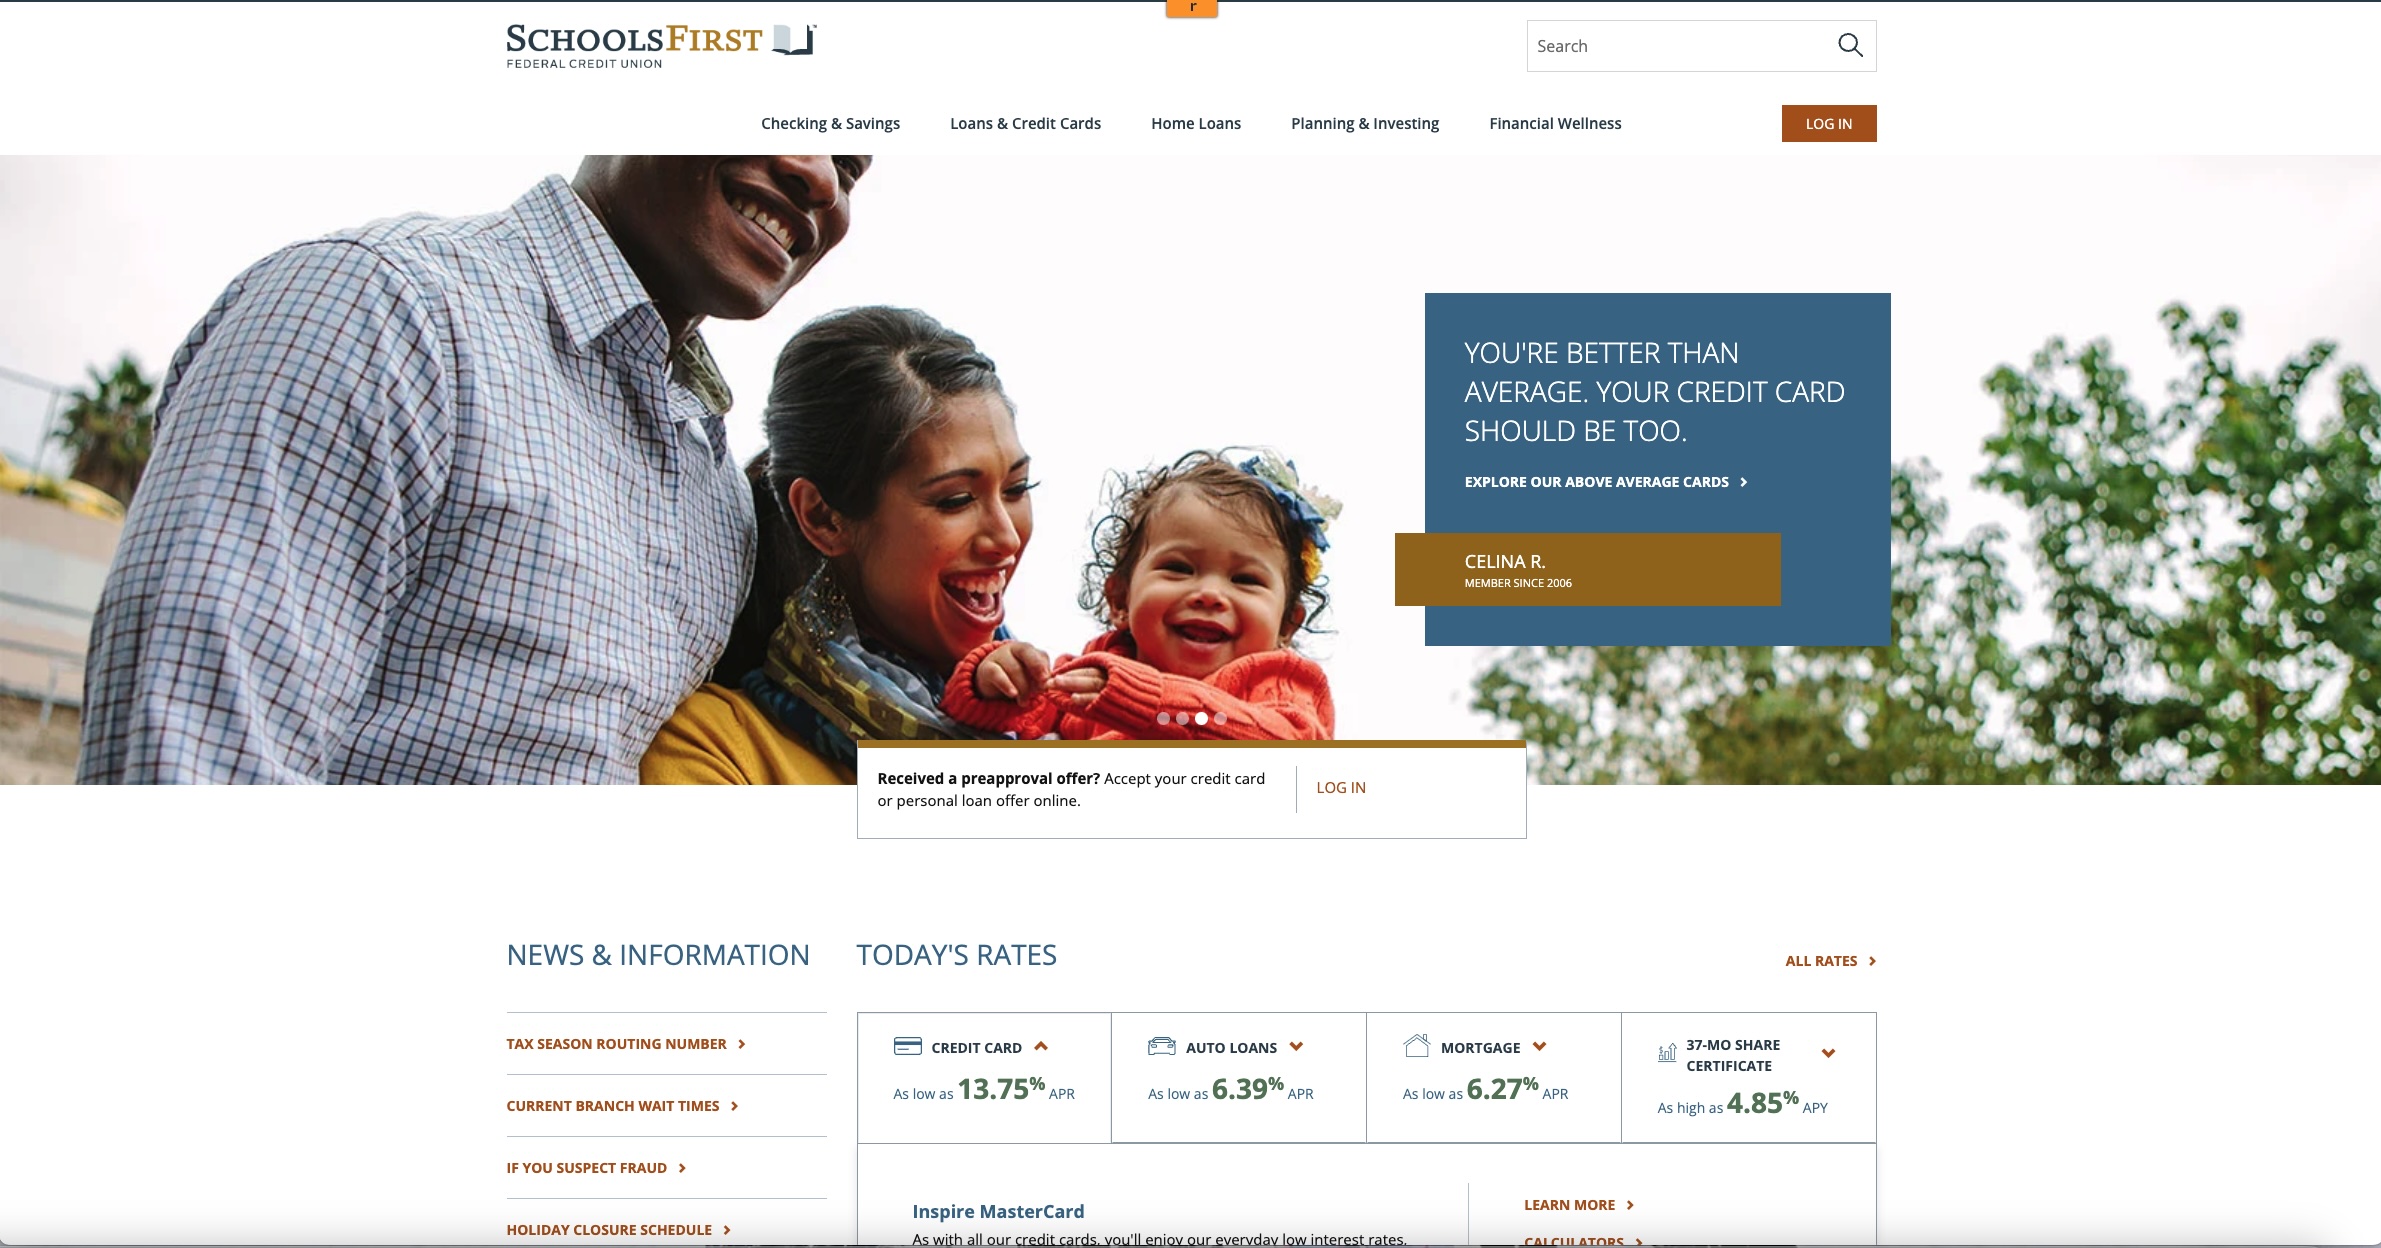 r
SCHOOLSFIRST
FEDERAL CREDIT UNION
Search
Checking & Savings
Loans & Credit Cards
Home Loans
Planning & Investing
Financial Wellness
LOG IN
YOU'RE BETTER THAN
AVERAGE. YOUR CREDIT CARD
SHOULD BE TOO.
EXPLORE OUR ABOVE AVERAGE CARDS
CELINA R.
MEMBER SINCE 2006
Received a preapproval offer? Accept your credit card
or personal loan offer online.
LOG IN
NEWS & INFORMATION
TAX SEASON ROUTING NUMBER
CURRENT BRANCH WAIT TIMES
IF YOU SUSPECT FRAUD
HOLIDAY CLOSURE SCHEDULE
TODAY'S RATES
ALL RATES
CREDIT CARD
As low as 13.75% APR
AUTO LOANS
As low as 6.39% APR
MORTGAGE
As low as 6.27% APR
37-MO SHARE
CERTIFICATE
As high as 4.85% APY
Inspire MasterCard
As with all our credit cards, you'll enjoy our everyday low interest rates,
LEARN MORE
CALCULATORS